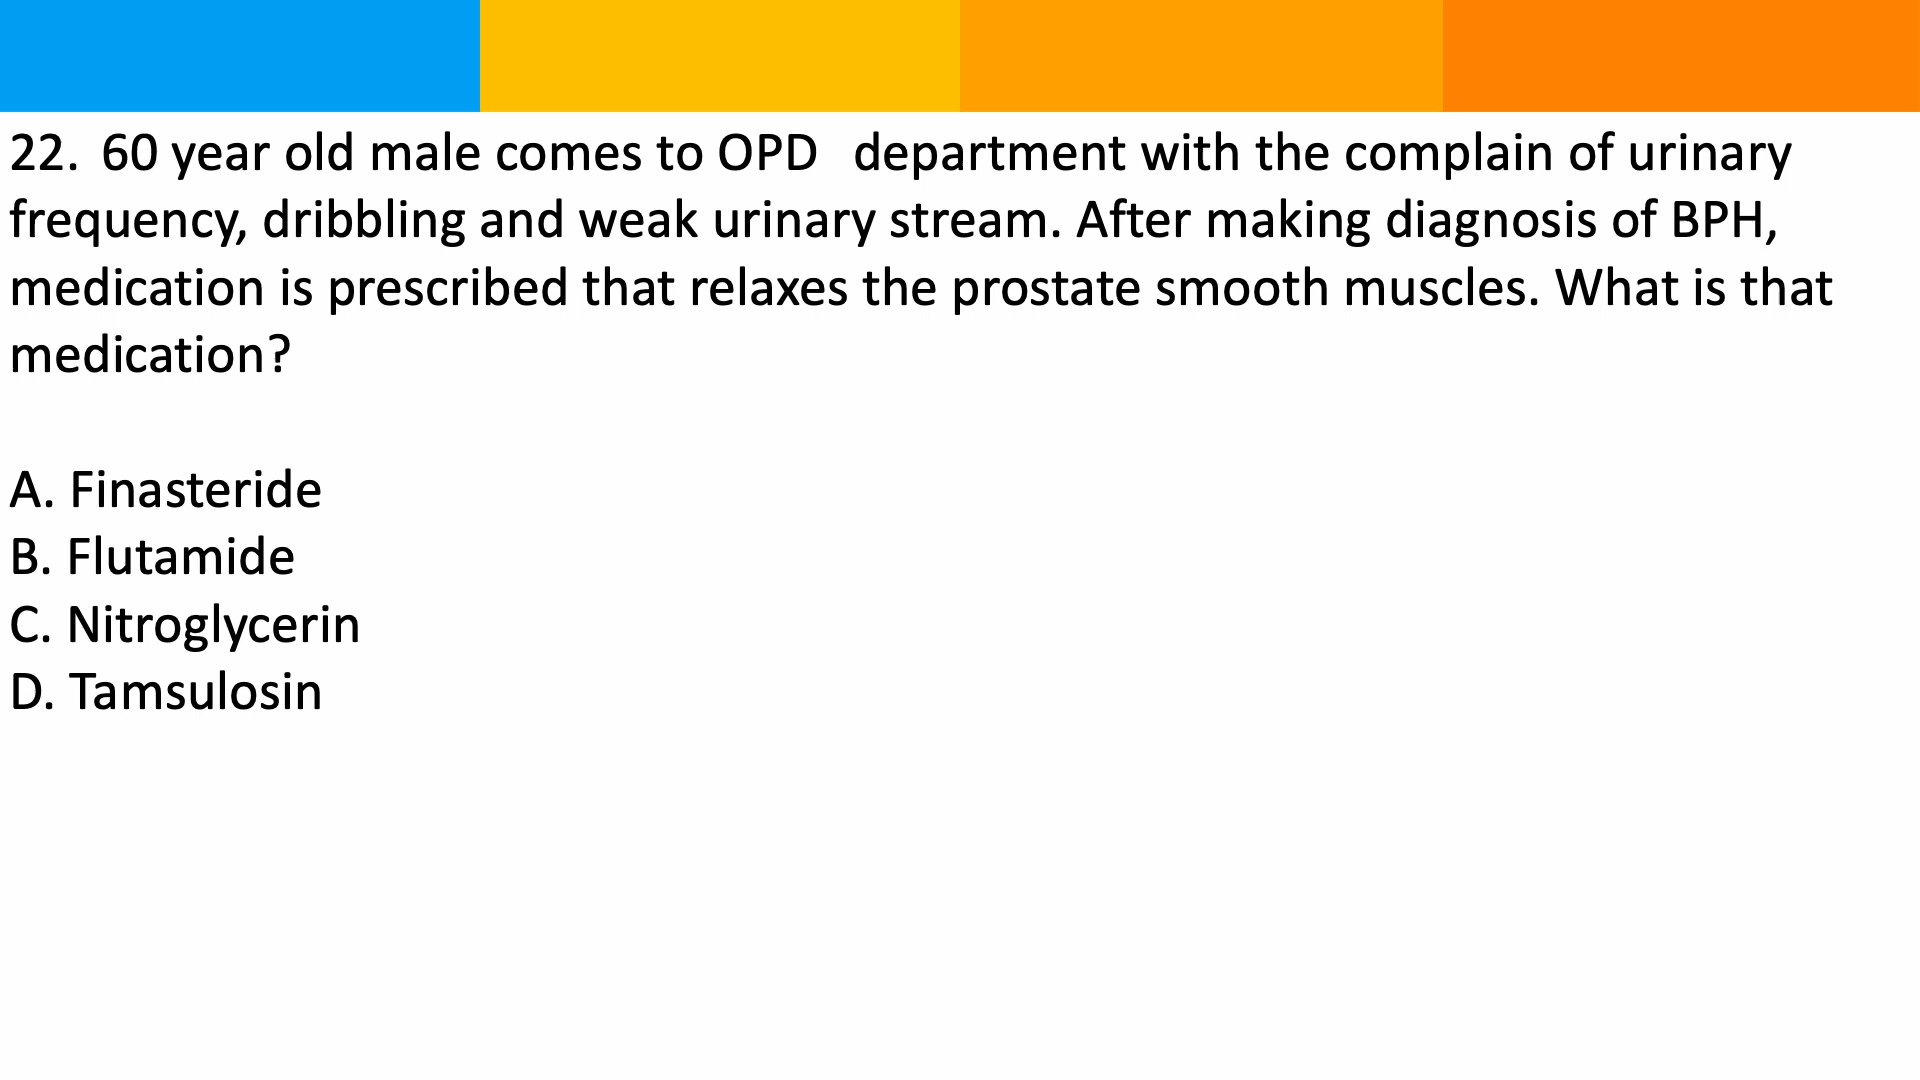 22. 60 year old male comes to OPD department with the complain of urinary
frequency, dribbling and weak urinary stream. After making diagnosis of BPH,
medication is prescribed that relaxes the prostate smooth muscles. What is that
medication?
A. Finasteride
B. Flutamide
C. Nitroglycerin
D. Tamsulosin